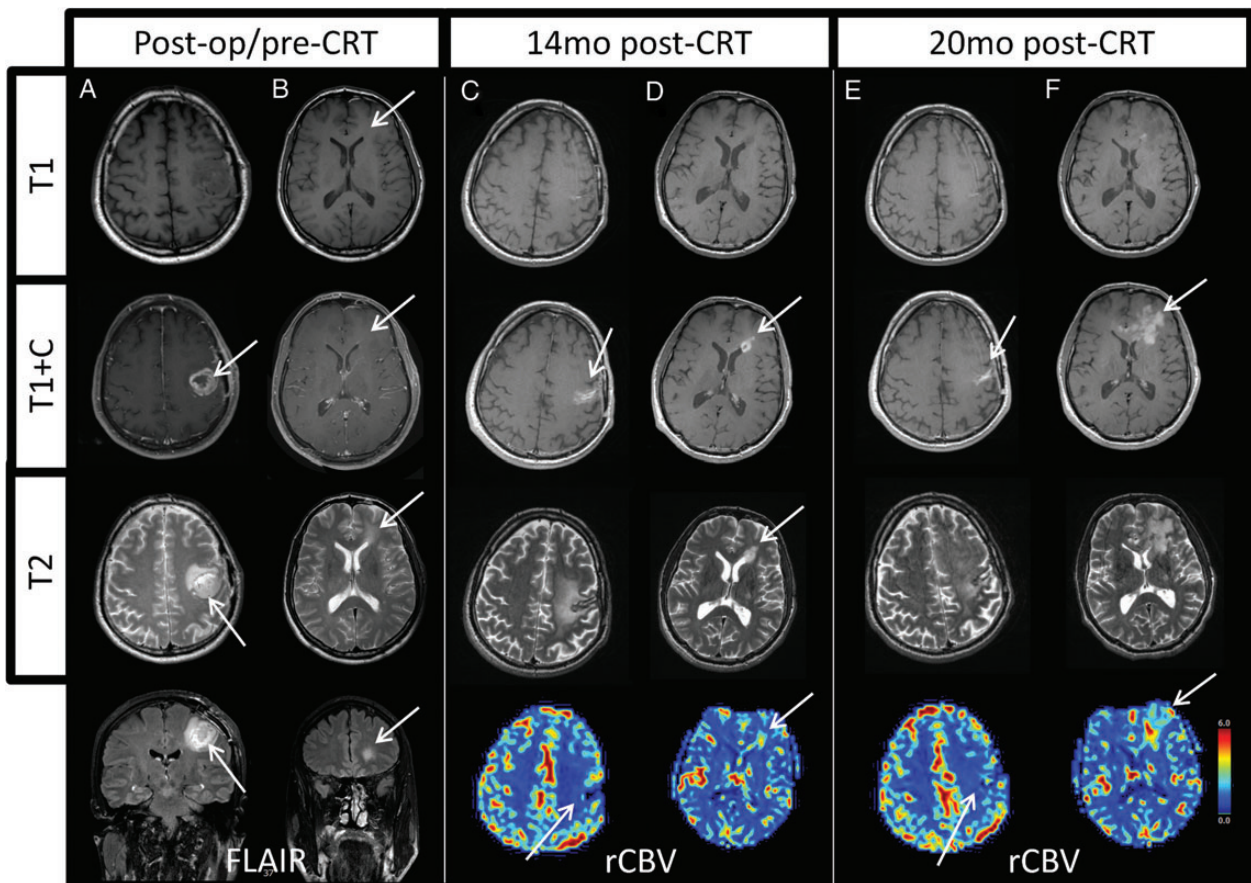 Post-op/pre-CRT
14mo post-CRT
20mo post-CRT
A
B
C
D
E
F
T1
T1+C
T2
6.0
0.0
FLAIR
37
rCBV
rCBV